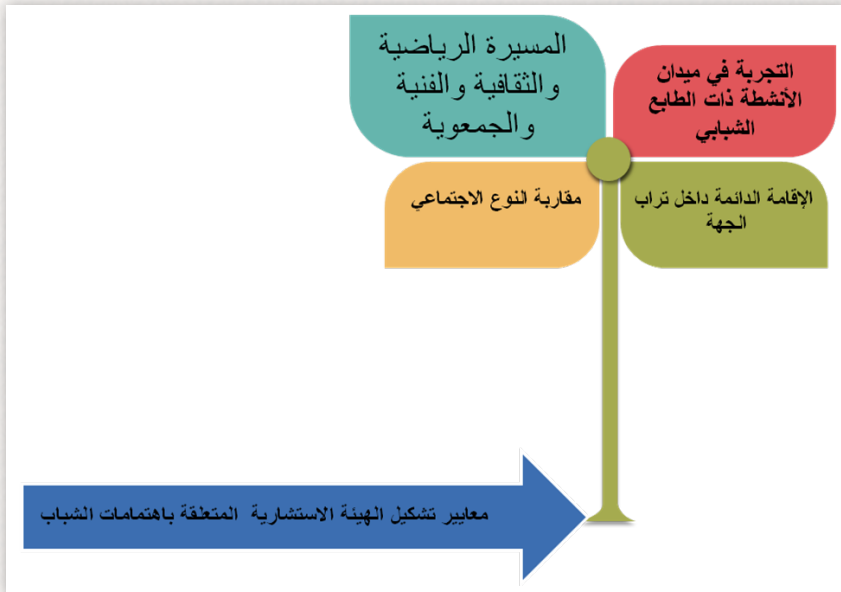 التجربة في ميدان
الأنشطة ذات الطابع
الشبابي
المسيرة الرياضية
والثقافية والفنية
والجمعوية
الإقامة الدائمة داخل تراب
الجهة
مقاربة النوع الاجتماعي
معايير تشكيل الهيئة الاستشارية المتعلقة باهتمامات الشباب